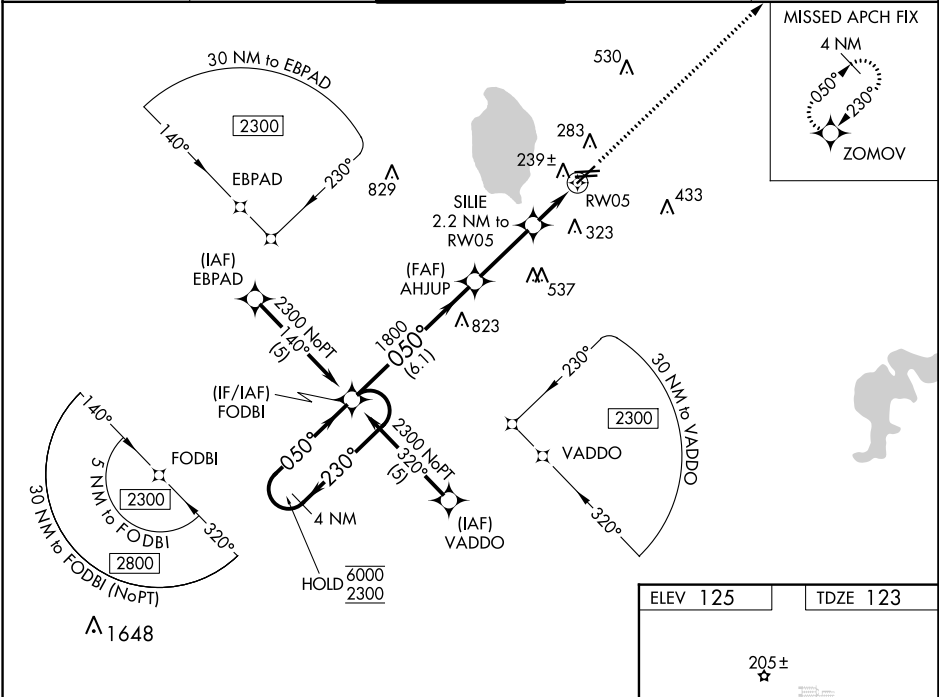 MISSED APCH FIX
4 NM
050°
230°
ZOMOV
530
30 NM to EBPAD
2300
140°
230°
EBPAD
829
283
239±
RW05
433
SILIE
2.2 NM to
RW05
323
(FAF)
AHJUP
537
823
(IAF)
EBPAD
2300 NoPT
140°
(5)
1800
050°
(6.1)
(IF/IAF)
FODBI
050°
230°
4 NM
HOLD 6000
2300
2300 NoPT
320°
(5)
(IAF)
VADDO
230°
30 NM to VADDO
2300
VADDO
320°
140°
FODBI
5 NM to FODBI
2300
320°
2800
30 NM to FODBI (NoPT)
1648
ELEV 125
TDZE 123
205±